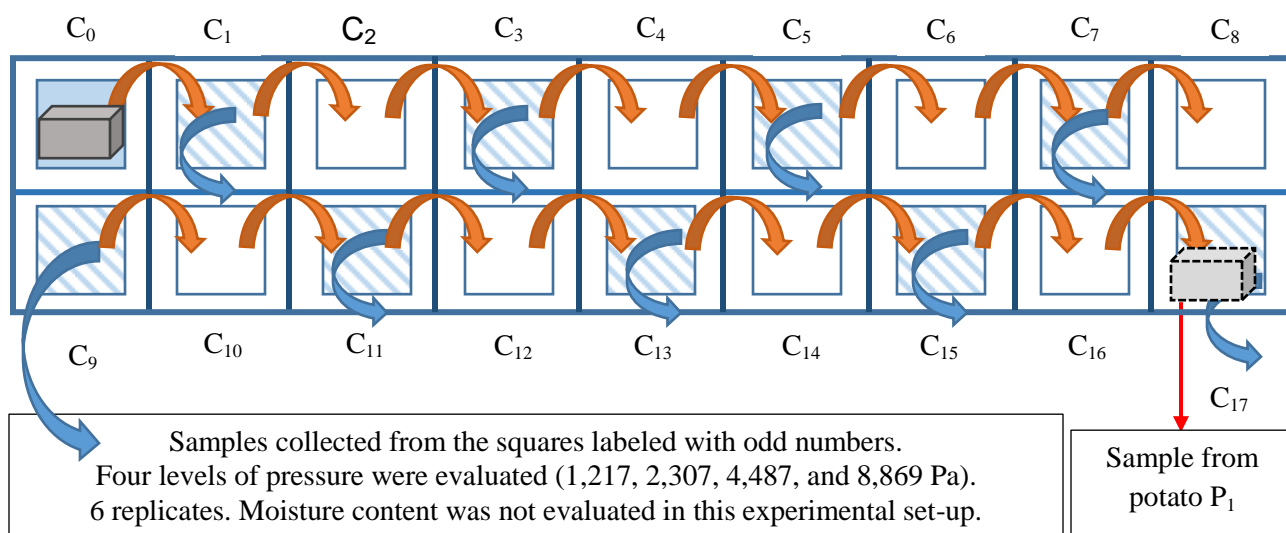 C₀ C₁ C₂ C₃ C₄ C₅ C₆ C₇ C₈
C₉ C₁₀ C₁₁ C₁₂ C₁₃ C₁₄ C₁₅ C₁₆ C₁₇
Samples collected from the squares labeled with odd numbers.
Four levels of pressure were evaluated (1,217, 2,307, 4,487, and 8,869 Pa).
6 replicates. Moisture content was not evaluated in this experimental set-up.
Sample from
potato P₁